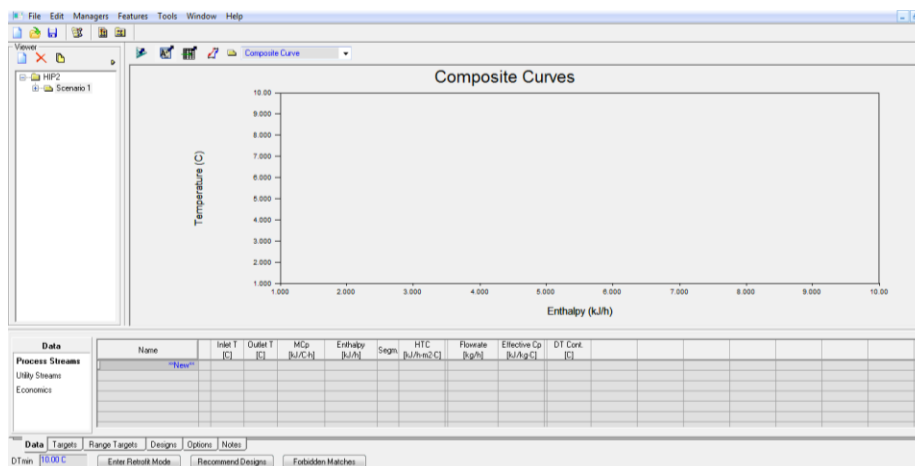 File Edit Managers Features Tools Window Help
Viewer
Composite Curve
HIP2
Scenario 1
Composite Curves
Temperature (C)
10.00
9.000
8.000
7.000
6.000
5.000
4.000
3.000
2.000
1.000
1.000 2.000 3.000 4.000 5.000 6.000 7.000 8.000 9.000 10.00
Enthalpy (kJ/h)
Data
Process Streams
Utility Streams
Economics
Name Inlet T [C] Outlet T [C] MCp [kJ/C-h] Enthalpy [kJ/h] Segm. HTC [kJ/h-m2-C] Flowrate [kg/h] Effective Cp [kJ/kg-C] DT Cont. [C]
**New**
Data Targets Range Targets Designs Options Notes
DTmin 10.00 C Enter Retrofit Mode Recommend Designs Forbidden Matches